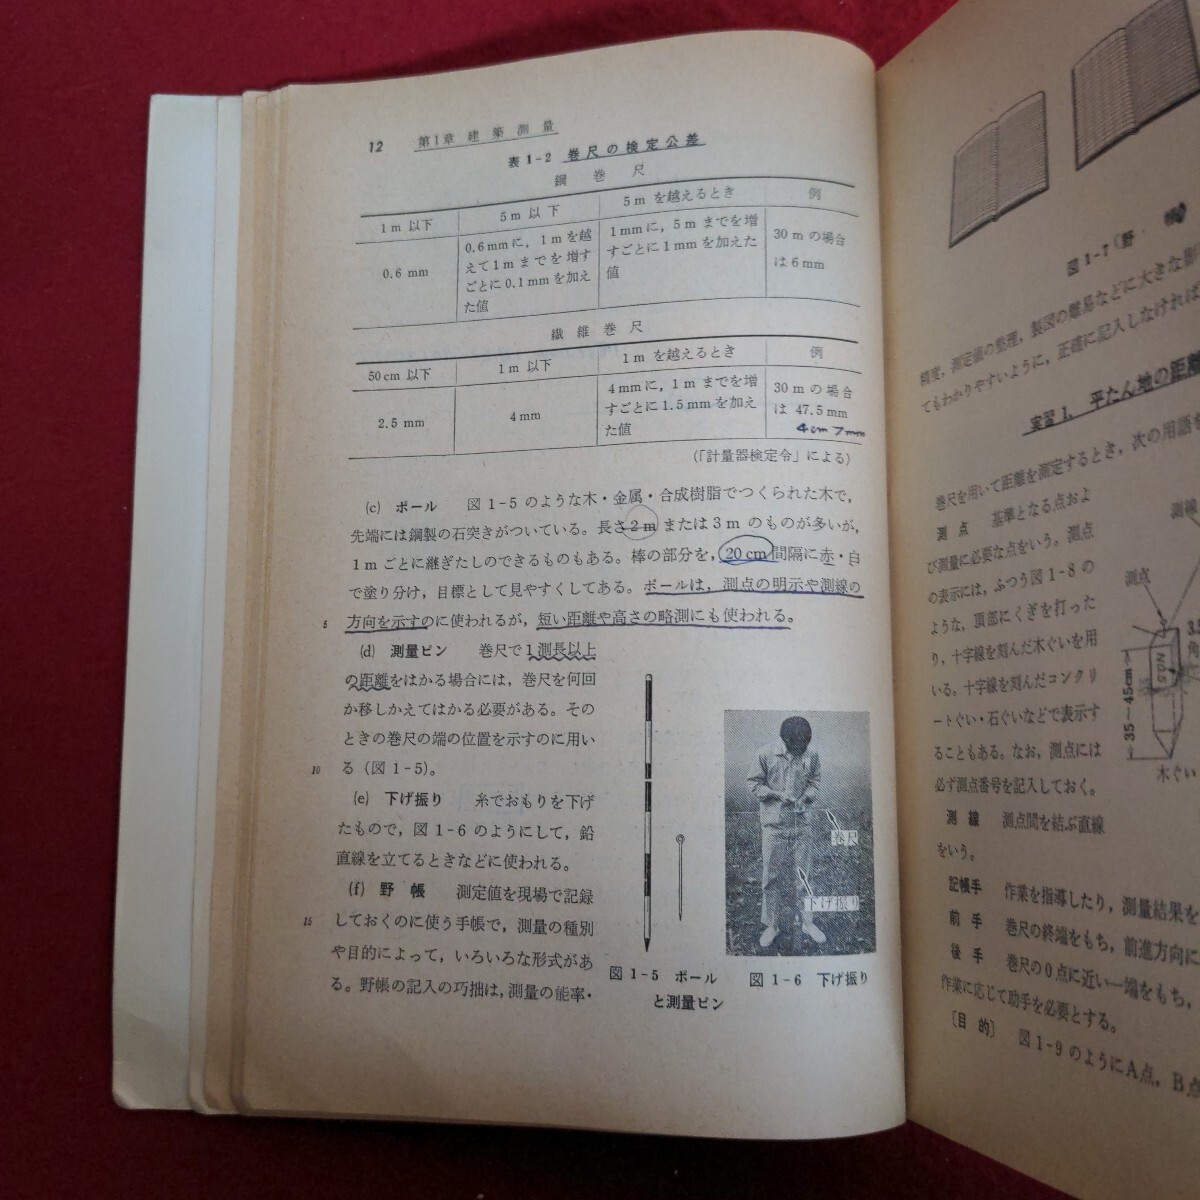 12 第1章 建築測量
表 1-2 巻尺の検定公差
鋼巻尺
1m 以下 5m 以下 5m を越えるとき 例
0.6 mm
0.6mmに，1mを越
えて1mまでを増す
ごとに0.1mmを加え
た値
1mmに，5mまでを増
すごとに1mmを加えた
値
30mの場合
は6mm
繊維巻尺
50cm 以下 1m 以下 1m を越えるとき 例
2.5 mm
4mm
4mmに，1mまでを増
すごとに1.5mmを加え
た値
30mの場合
は 47.5mm
4cm7mm
(「計量器検定令」による)
(c) ポール 図1-5のような木・金属・合成樹脂でつくられた木で，
先端には鋼製の石突きがついている。長さ2mまたは3mのものが多いが，
1mごとに継ぎたしのできるものもある。棒の部分を，20cm間隔に赤・白
で塗り分け，目標として見やすくしてある。ポールは，測点の明示や測線の
5 方向を示すのに使われるが，短い距離や高さの略測にも使われる。
(d) 測量ピン 巻尺で1測長以上
の距離をはかる場合には，巻尺を何回
か移しかえてはかる必要がある。その
ときの巻尺の端の位置を示すのに用い
10 る (図1-5)。
(e) 下げ振り 糸でおもりを下げ
たもので，図1-6のようにして，鉛
直線を立てるときなどに使われる。
(f) 野帳 測定値を現場で記録
15 しておくのに使う手帳で，測量の種別
や目的によって，いろいろな形式があ
る。野帳の記入の巧拙は，測量の能率・
巻尺
下げ振り
図1-5 ポール
と測量ピン
図1-6 下げ振り
図1-7 (野
精度，測定値の整理，製図の難易などに大きな影
てもわかりやすいように，正確に記入しなければ
実習1. 平たん地の距離
巻尺を用いて距離を測定するとき，次の用語を
測点 基準となる点およ
び測量に必要な点をいう。測点
の表示には，ふつう図1-8の
ような，頂部にくぎを打った
り，十字線を刻んだ木ぐいを用
いる。十字線を刻んだコンクリ
ートぐい・石ぐいなどで表示す
ることもある。なお，測点には
必ず測点番号を記入しておく。
測線 測点間を結ぶ直線
をいう。
測線
測点
3.5
角
35〜45cm
木ぐい
記帳手 作業を指導したり，測量結果を
前手 巻尺の終端をもち，前進方向に
後手 巻尺の0点に近い一端をもち，
作業に応じて助手を必要とする。
〔目的〕 図1-9のようにA点，B点